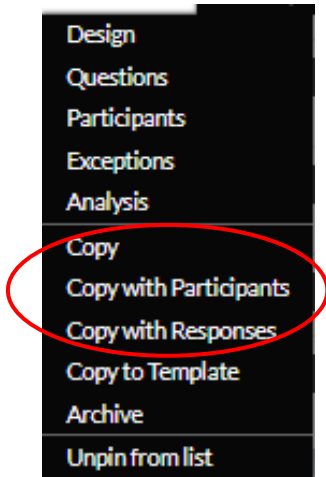 Design
Questions
Participants
Exceptions
Analysis
Copy
Copy with Participants
Copy with Responses
Copy to Template
Archive
Unpin from list